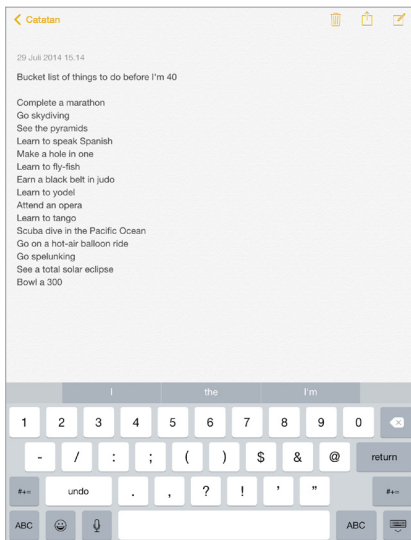 Catatan
29 Juli 2014 15.14
Bucket list of things to do before I'm 40
Complete a marathon
Go skydiving
See the pyramids
Learn to speak Spanish
Make a hole in one
Learn to fly-fish
Earn a black belt in judo
Learn to yodel
Attend an opera
Learn to tango
Scuba dive in the Pacific Ocean
Go on a hot-air balloon ride
Go spelunking
See a total solar eclipse
Bowl a 300
I the I'm
1 2 3 4 5 6 7 8 9 0
- / : ; ( ) $ & @ return
#+= undo . , ? ! ' " #+=
ABC ABC